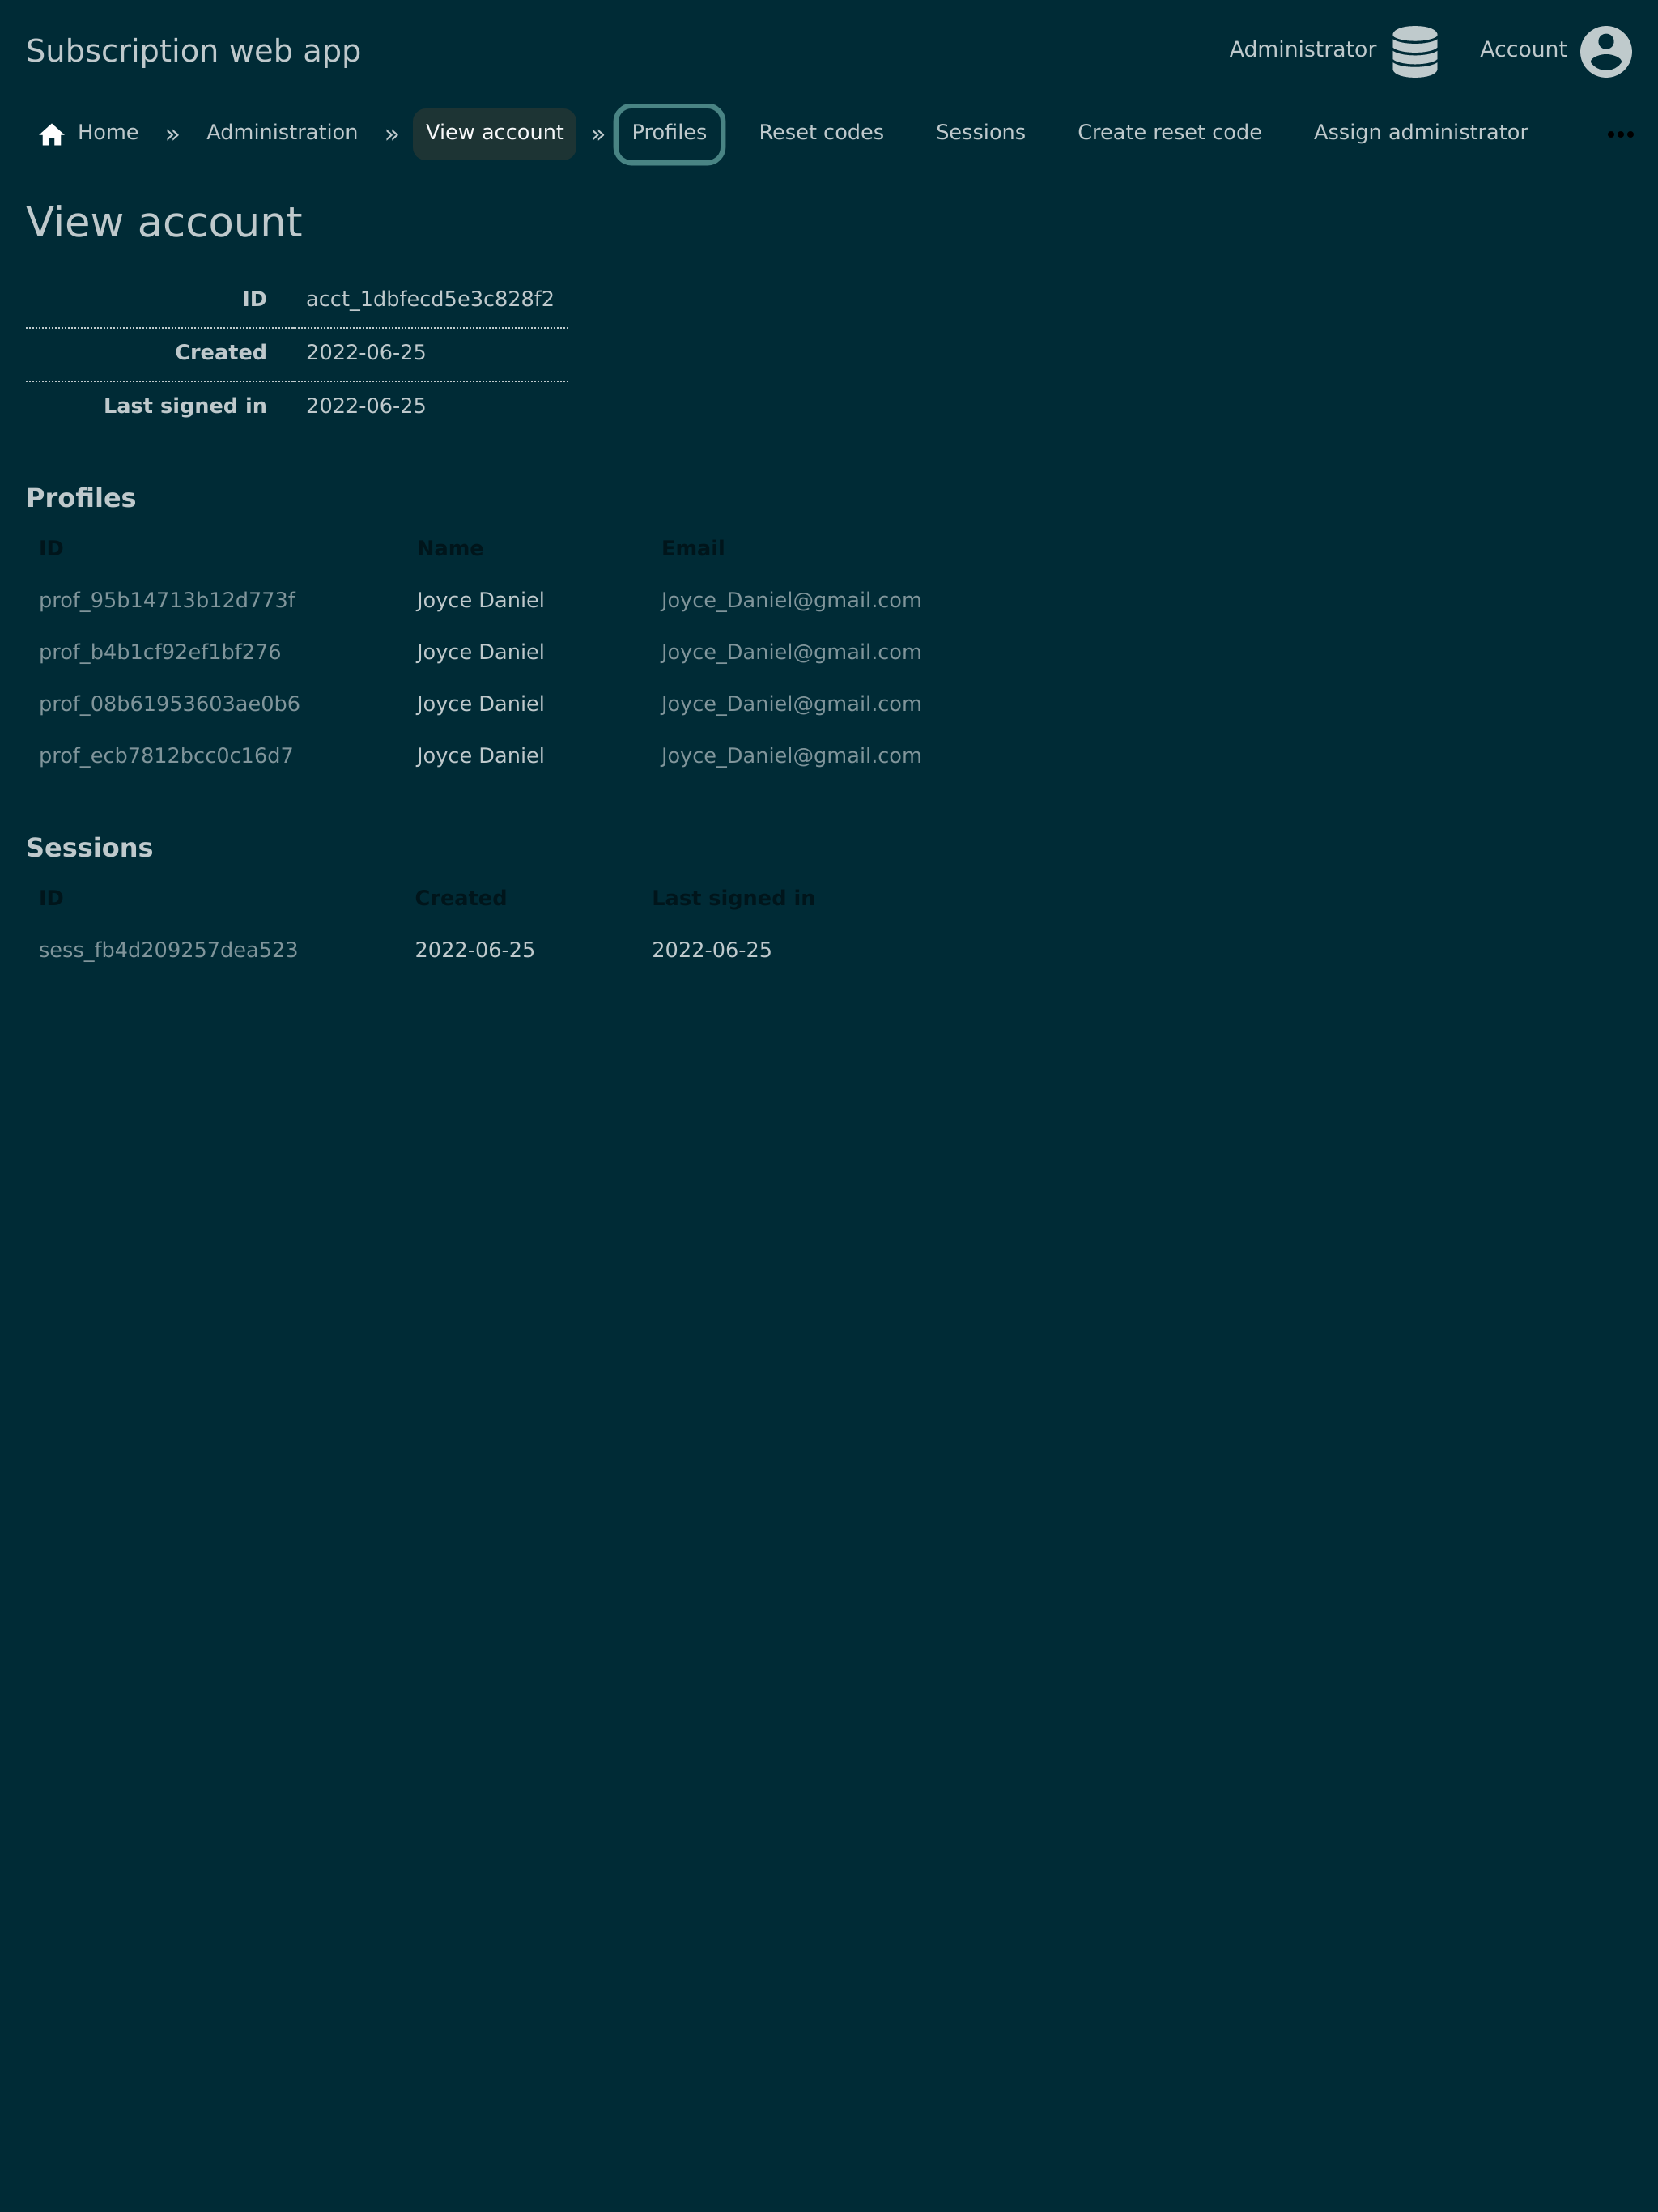 Subscription web app
Administrator
Account
Home » Administration » View account » Profiles Reset codes Sessions Create reset code Assign administrator
View account
ID acct_1dbfecd5e3c828f2
Created 2022-06-25
Last signed in 2022-06-25
Profiles
ID Name Email
prof_95b14713b12d773f Joyce Daniel Joyce_Daniel@gmail.com
prof_b4b1cf92ef1bf276 Joyce Daniel Joyce_Daniel@gmail.com
prof_08b61953603ae0b6 Joyce Daniel Joyce_Daniel@gmail.com
prof_ecb7812bcc0c16d7 Joyce Daniel Joyce_Daniel@gmail.com
Sessions
ID Created Last signed in
sess_fb4d209257dea523 2022-06-25 2022-06-25